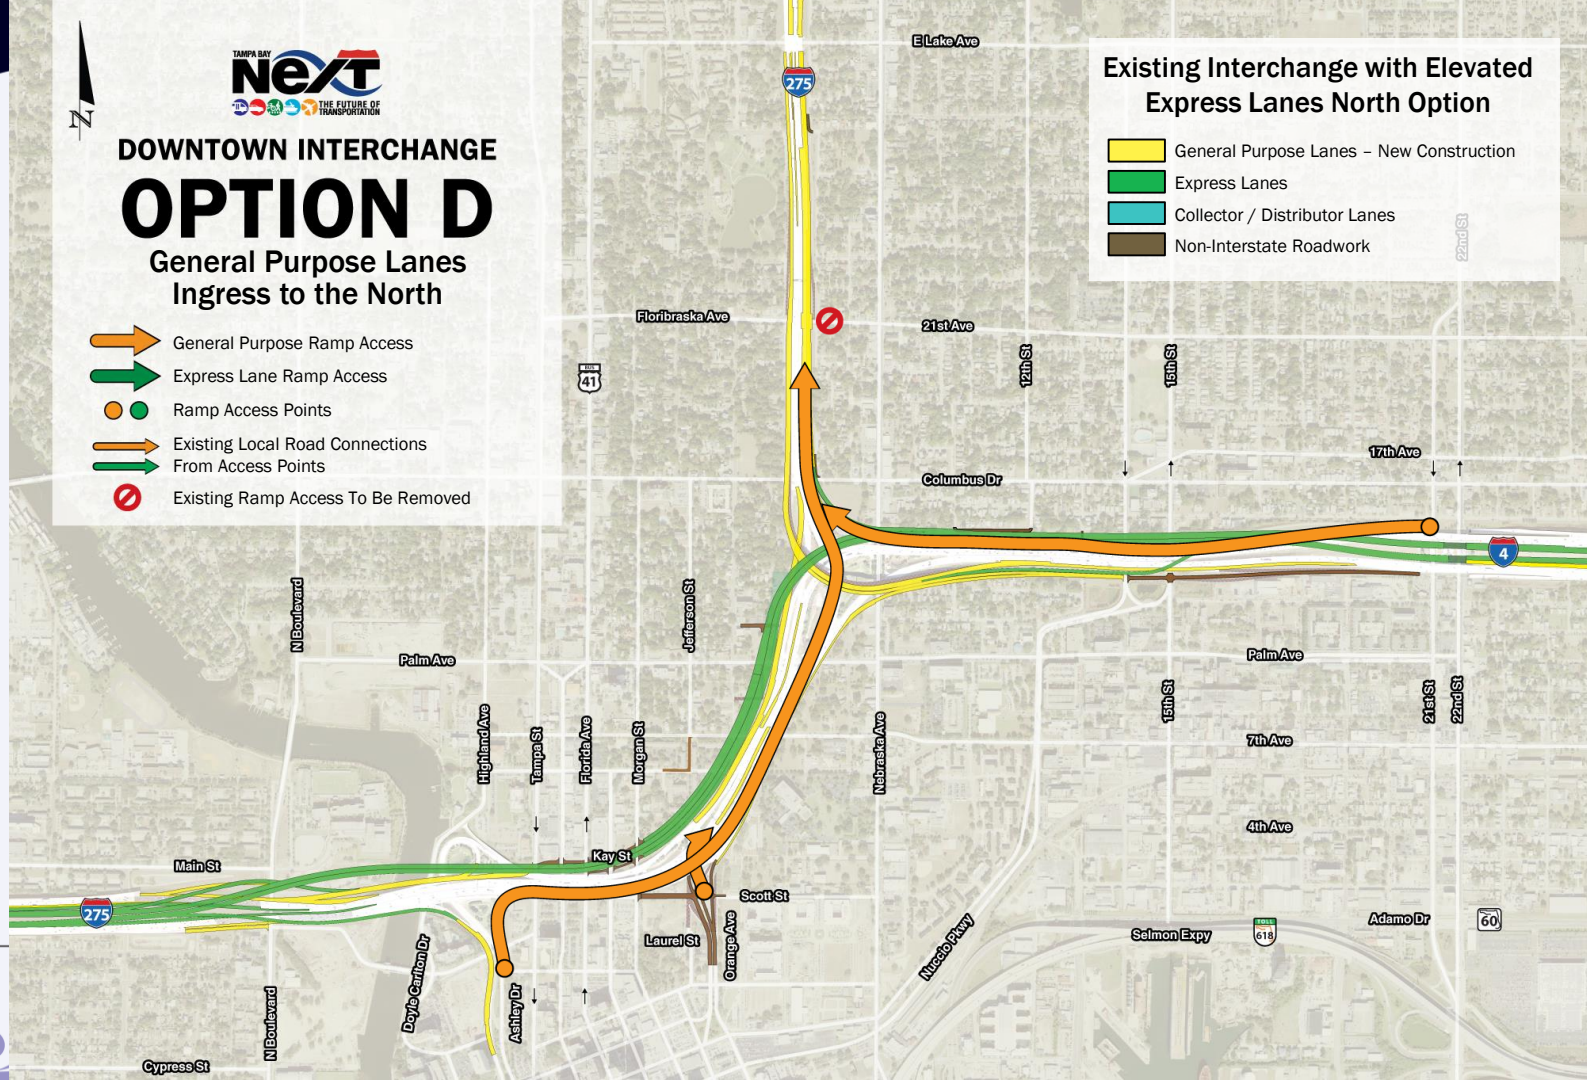 N
TAMPA BAY
NeXT
THE FUTURE OF
TRANSPORTATION
DOWNTOWN INTERCHANGE
OPTION D
General Purpose Lanes
Ingress to the North
General Purpose Ramp Access
Express Lane Ramp Access
Ramp Access Points
Existing Local Road Connections
From Access Points
Existing Ramp Access To Be Removed
Existing Interchange with Elevated
Express Lanes North Option
General Purpose Lanes – New Construction
Express Lanes
Collector / Distributor Lanes
Non-Interstate Roadwork
22nd St
E Lake Ave
275
Floribraska Ave
21st Ave
BUS
41
12th St
15th St
17th Ave
Columbus Dr
4
N Boulevard
Jefferson St
Palm Ave
Palm Ave
15th St
21st St
22nd St
Highland Ave
Tampa St
Florida Ave
Morgan St
Nebraska Ave
7th Ave
4th Ave
Main St
Kay St
Scott St
275
Laurel St
Orange Ave
Nuccio Pkwy
Selmon Expy
TOLL
618
Adamo Dr
60
Doyle Carlton Dr
Ashley Dr
N Boulevard
Cypress St